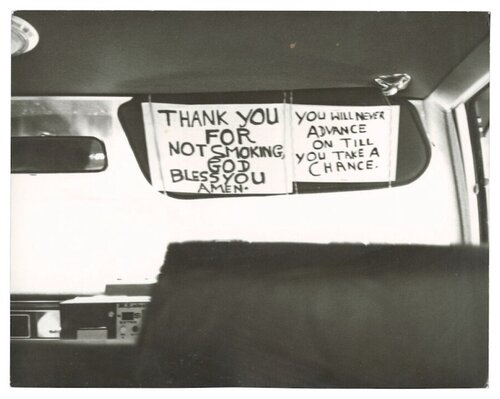 THANK YOU
FOR
NOT SMOKING,
GOD
BLESS YOU
AMEN.
YOU WILL NEVER
ADVANCE
ON TILL
YOU TAKE A
CHANCE.